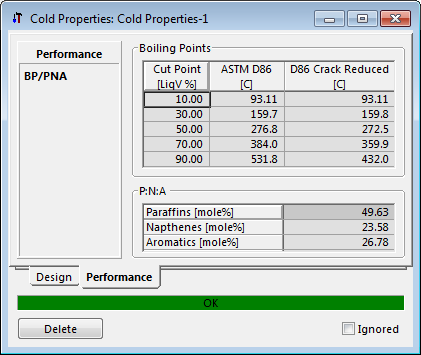 Cold Properties: Cold Properties-1
Performance
BP/PNA
Boiling Points
Cut Point [LiqV %] ASTM D86 [C] D86 Crack Reduced [C]
10.00 93.11 93.11
30.00 159.7 159.8
50.00 276.8 272.5
70.00 384.0 359.9
90.00 531.8 432.0
P:N:A
Paraffins [mole%] 49.63
Napthenes [mole%] 23.58
Aromatics [mole%] 26.78
Design Performance
OK
Delete Ignored